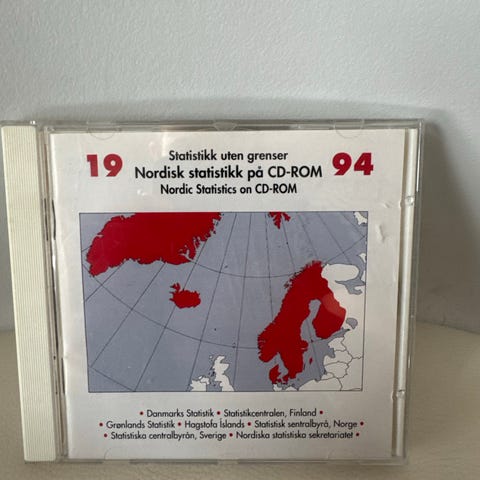 19 94
Statistikk uten grenser
Nordisk statistikk på CD-ROM
Nordic Statistics on CD-ROM
• Danmarks Statistik • Statistikcentralen, Finland •
• Grønlands Statistik • Hagstofa Íslands • Statistisk sentralbyrå, Norge •
• Statistiska centralbyrån, Sverige • Nordiska statistiska sekretariatet •